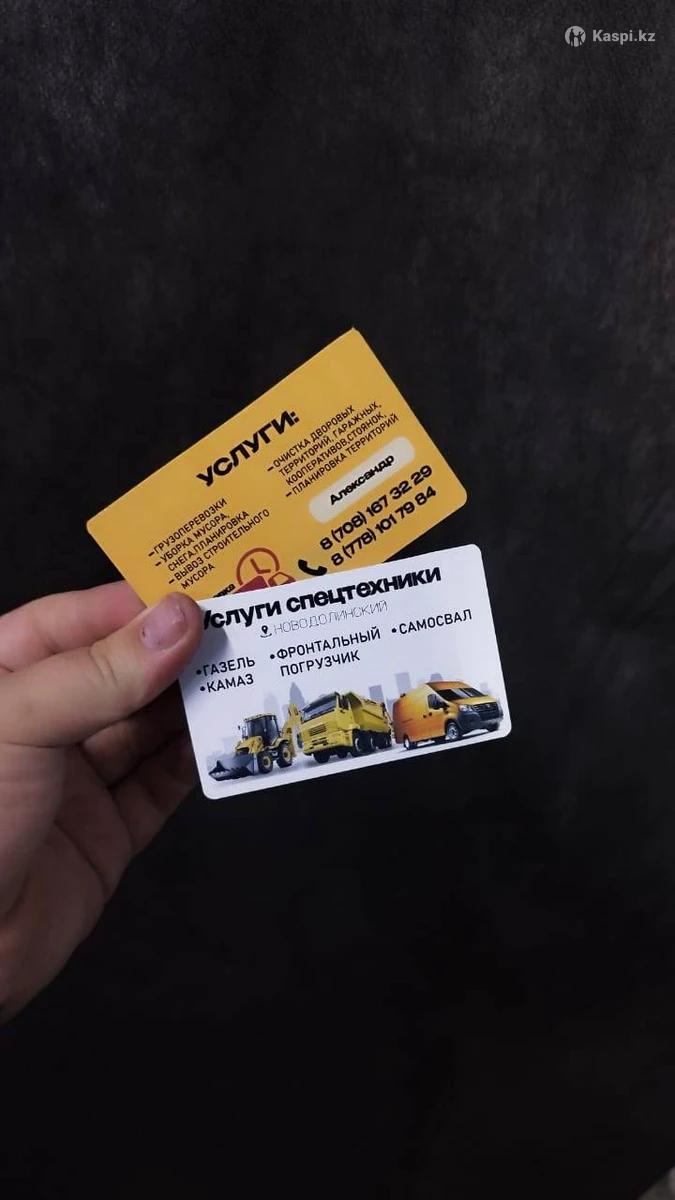 Kaspi.kz
УСЛУГИ:
-ГРУЗОПЕРЕВОЗКИ
-УБОРКА МУСОРА,
СНЕГА.ПЛАНИРОВКА
-ВЫВОЗ СТРОИТЕЛЬНОГО
МУСОРА
-ОЧИСТКА ДВОРОВЫХ
ТЕРРИТОРИЙ, ГАРАЖНЫХ,
КООПЕРАТИВОВ,СТОЯНОК,
-ПЛАНИРОВКА ТЕРРИТОРИЙ
Александр
8 (708) 167 32 29
8 (778) 101 79 84
Услуги спецтехники
НОВОДОЛИНСКИЙ
•ГАЗЕЛЬ
•КАМАЗ
•ФРОНТАЛЬНЫЙ
ПОГРУЗЧИК
•САМОСВАЛ